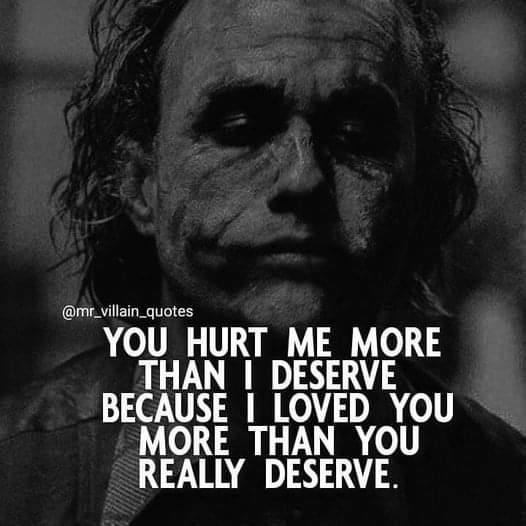 @mr_villain_quotes
YOU HURT ME MORE
THAN I DESERVE
BECAUSE I LOVED YOU
MORE THAN YOU
REALLY DESERVE.